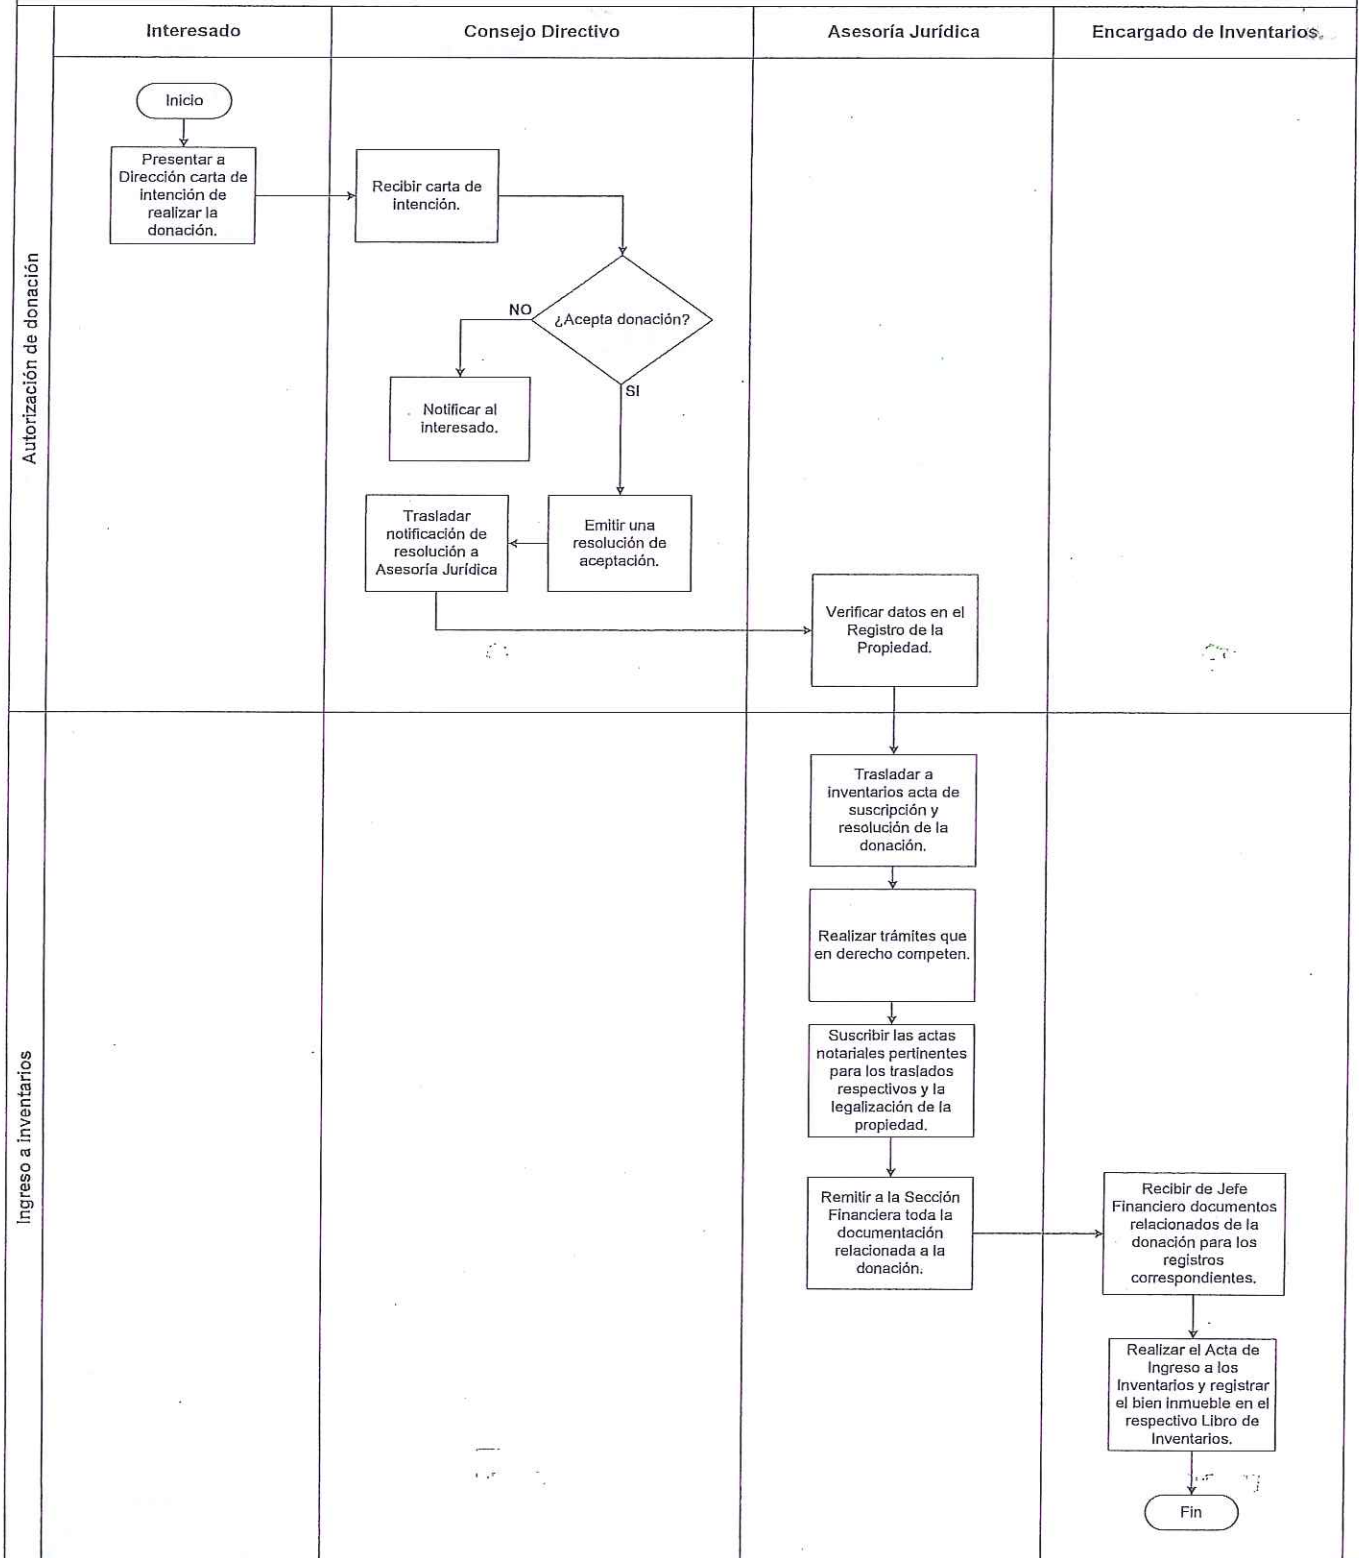 Interesado
Consejo Directivo
Asesoría Jurídica
Encargado de Inventarios
Autorización de donación
Inicio
Presentar a
Dirección carta de
intención de
realizar la
donación.
Recibir carta de
intención.
¿Acepta donación?
NO
SI
Notificar al
interesado.
Emitir una
resolución de
aceptación.
Trasladar
notificación de
resolución a
Asesoría Jurídica
Verificar datos en el
Registro de la
Propiedad.
Ingreso a inventarios
Trasladar a
inventarios acta de
suscripción y
resolución de la
donación.
Realizar trámites que
en derecho competen.
Suscribir las actas
notariales pertinentes
para los traslados
respectivos y la
legalización de la
propiedad.
Remitir a la Sección
Financiera toda la
documentación
relacionada a la
donación.
Recibir de Jefe
Financiero documentos
relacionados de la
donación para los
registros
correspondientes.
Realizar el Acta de
Ingreso a los
Inventarios y registrar
el bien inmueble en el
respectivo Libro de
Inventarios.
Fin